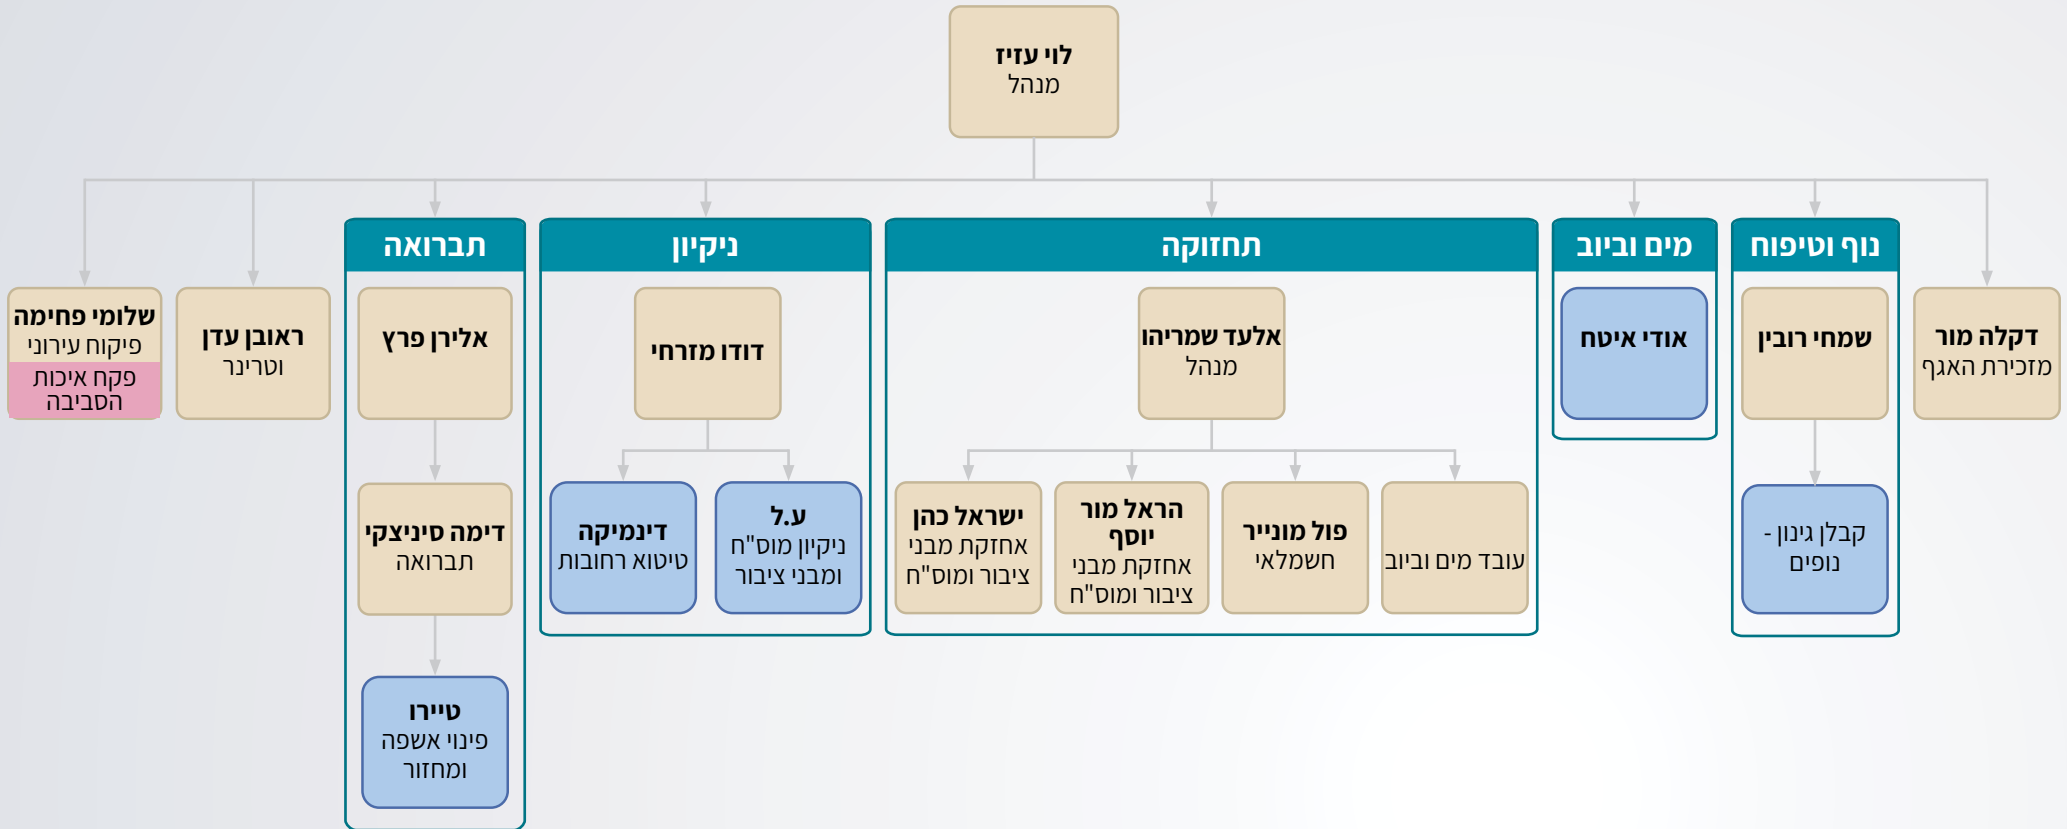 לוי עזיז
מנהל
נוף וטיפוח
מים וביוב
תחזוקה
ניקיון
תברואה
דקלה מור
מזכירת האגף
שמחי רובין
אודי איטח
אלעד שמריהו
מנהל
דודו מזרחי
אלירן פרץ
ראובן עדן
וטרינר
שלומי פחימה
פיקוח עירוני
פקח איכות
הסביבה
קבלן גינון -
נופים
עובד מים וביוב
פול מונייר
חשמלאי
הראל מור
יוסף
אחזקת מבני
ציבור ומוס"ח
ישראל כהן
אחזקת מבני
ציבור ומוס"ח
ע.ל
ניקיון מוס"ח
ומבני ציבור
דינמיקה
טיטוא רחובות
דימה סיניצקי
תברואה
טיירו
פינוי אשפה
ומחזור